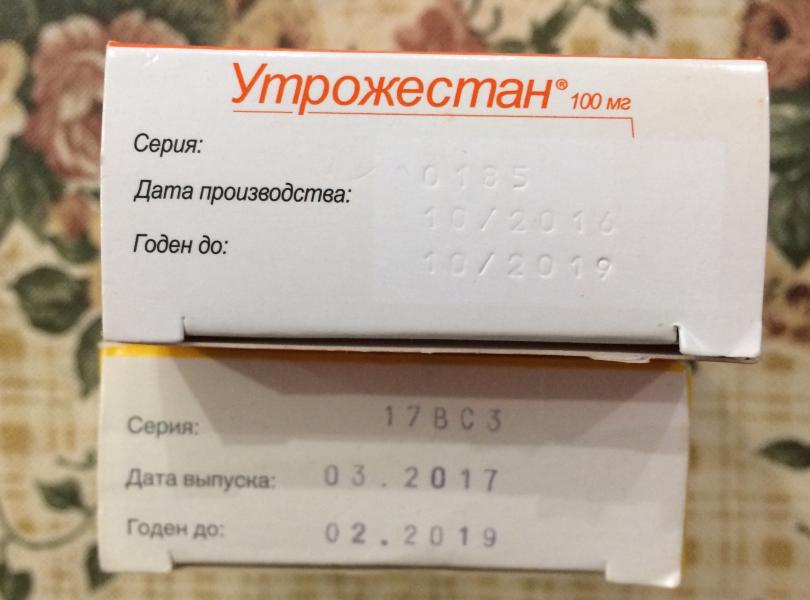 Утрожестан® 100 мг
Серия: 0185
Дата производства: 10/2016
Годен до: 10/2019
Серия: 17BC3
Дата выпуска: 03.2017
Годен до: 02.2019